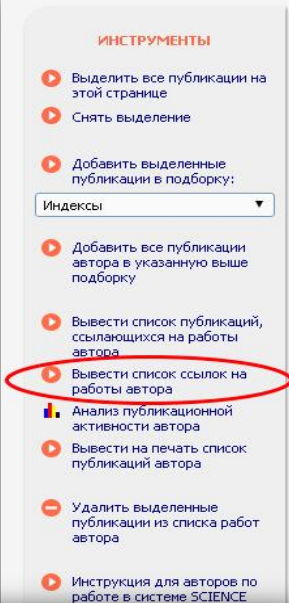 ИНСТРУМЕНТЫ
Выделить все публикации на
этой странице
Снять выделение
Добавить выделенные
публикации в подборку:
Индексы
Добавить все публикации
автора в указанную выше
подборку
Вывести список публикаций,
ссылающихся на работы
автора
Вывести список ссылок на
работы автора
Анализ публикационной
активности автора
Вывести на печать список
публикаций автора
Удалить выделенные
публикации из списка работ
автора
Инструкция для авторов по
работе в системе SCIENCE